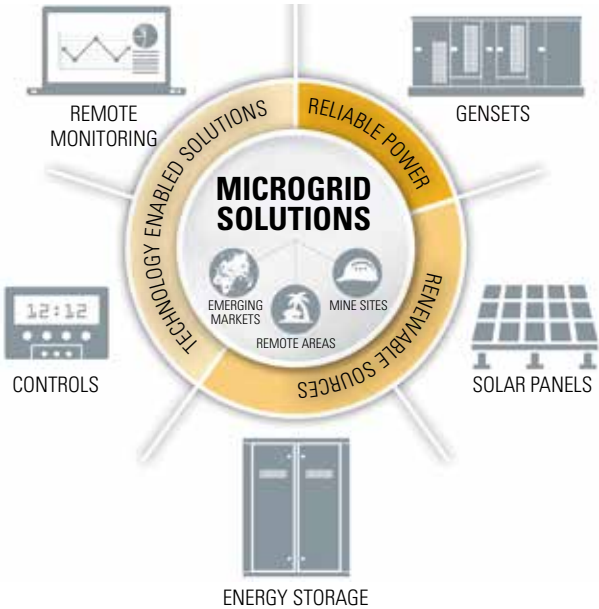 REMOTE
MONITORING
GENSETS
TECHNOLOGY ENABLED SOLUTIONS
RELIABLE POWER
RENEWABLE SOURCES
MICROGRID
SOLUTIONS
EMERGING
MARKETS
MINE SITES
REMOTE AREAS
12:12
CONTROLS
SOLAR PANELS
ENERGY STORAGE